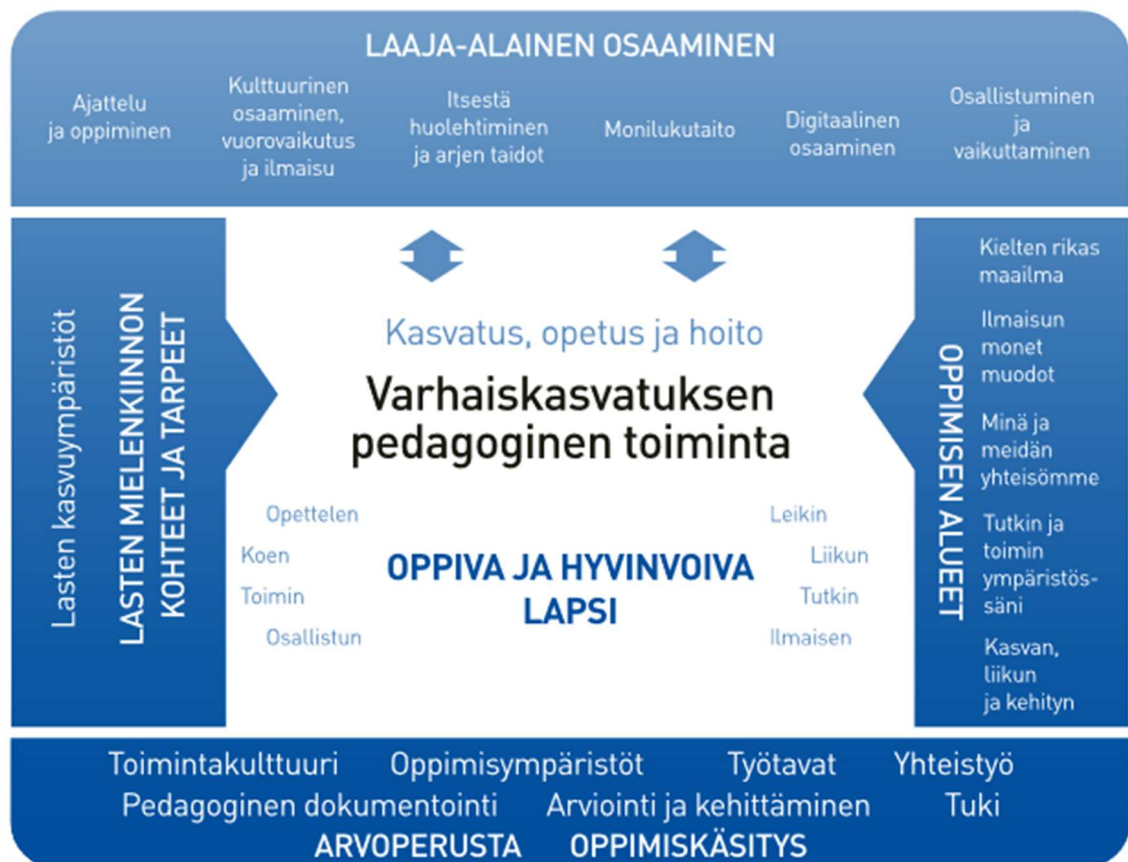 LAAJA-ALAINEN OSAAMINEN
Ajattelu
ja oppiminen
Kulttuurinen
osaaminen,
vuorovaikutus
ja ilmaisu
Itsestä
huolehtiminen
ja arjen taidot
Monilukutaito
Digitaalinen
osaaminen
Osallistuminen
ja
vaikuttaminen
Lasten kasvuympäristöt
LASTEN MIELENKIINNON
KOHTEET JA TARPEET
Kasvatus, opetus ja hoito
Varhaiskasvatuksen
pedagoginen toiminta
Opettelen
Koen
Toimin
Osallistun
OPPIVA JA HYVINVOIVA
LAPSI
Leikin
Liikun
Tutkin
Ilmaisen
OPPIMISEN ALUEET
Kielten rikas
maailma
Ilmaisun
monet
muodot
Minä ja
meidän
yhteisömme
Tutkin ja
toimin
ympäristös-
säni
Kasvan,
liikun
ja kehityn
Toimintakulttuuri Oppimisympäristöt Työtavat Yhteistyö
Pedagoginen dokumentointi Arviointi ja kehittäminen Tuki
ARVOPERUSTA OPPIMISKÄSITYS